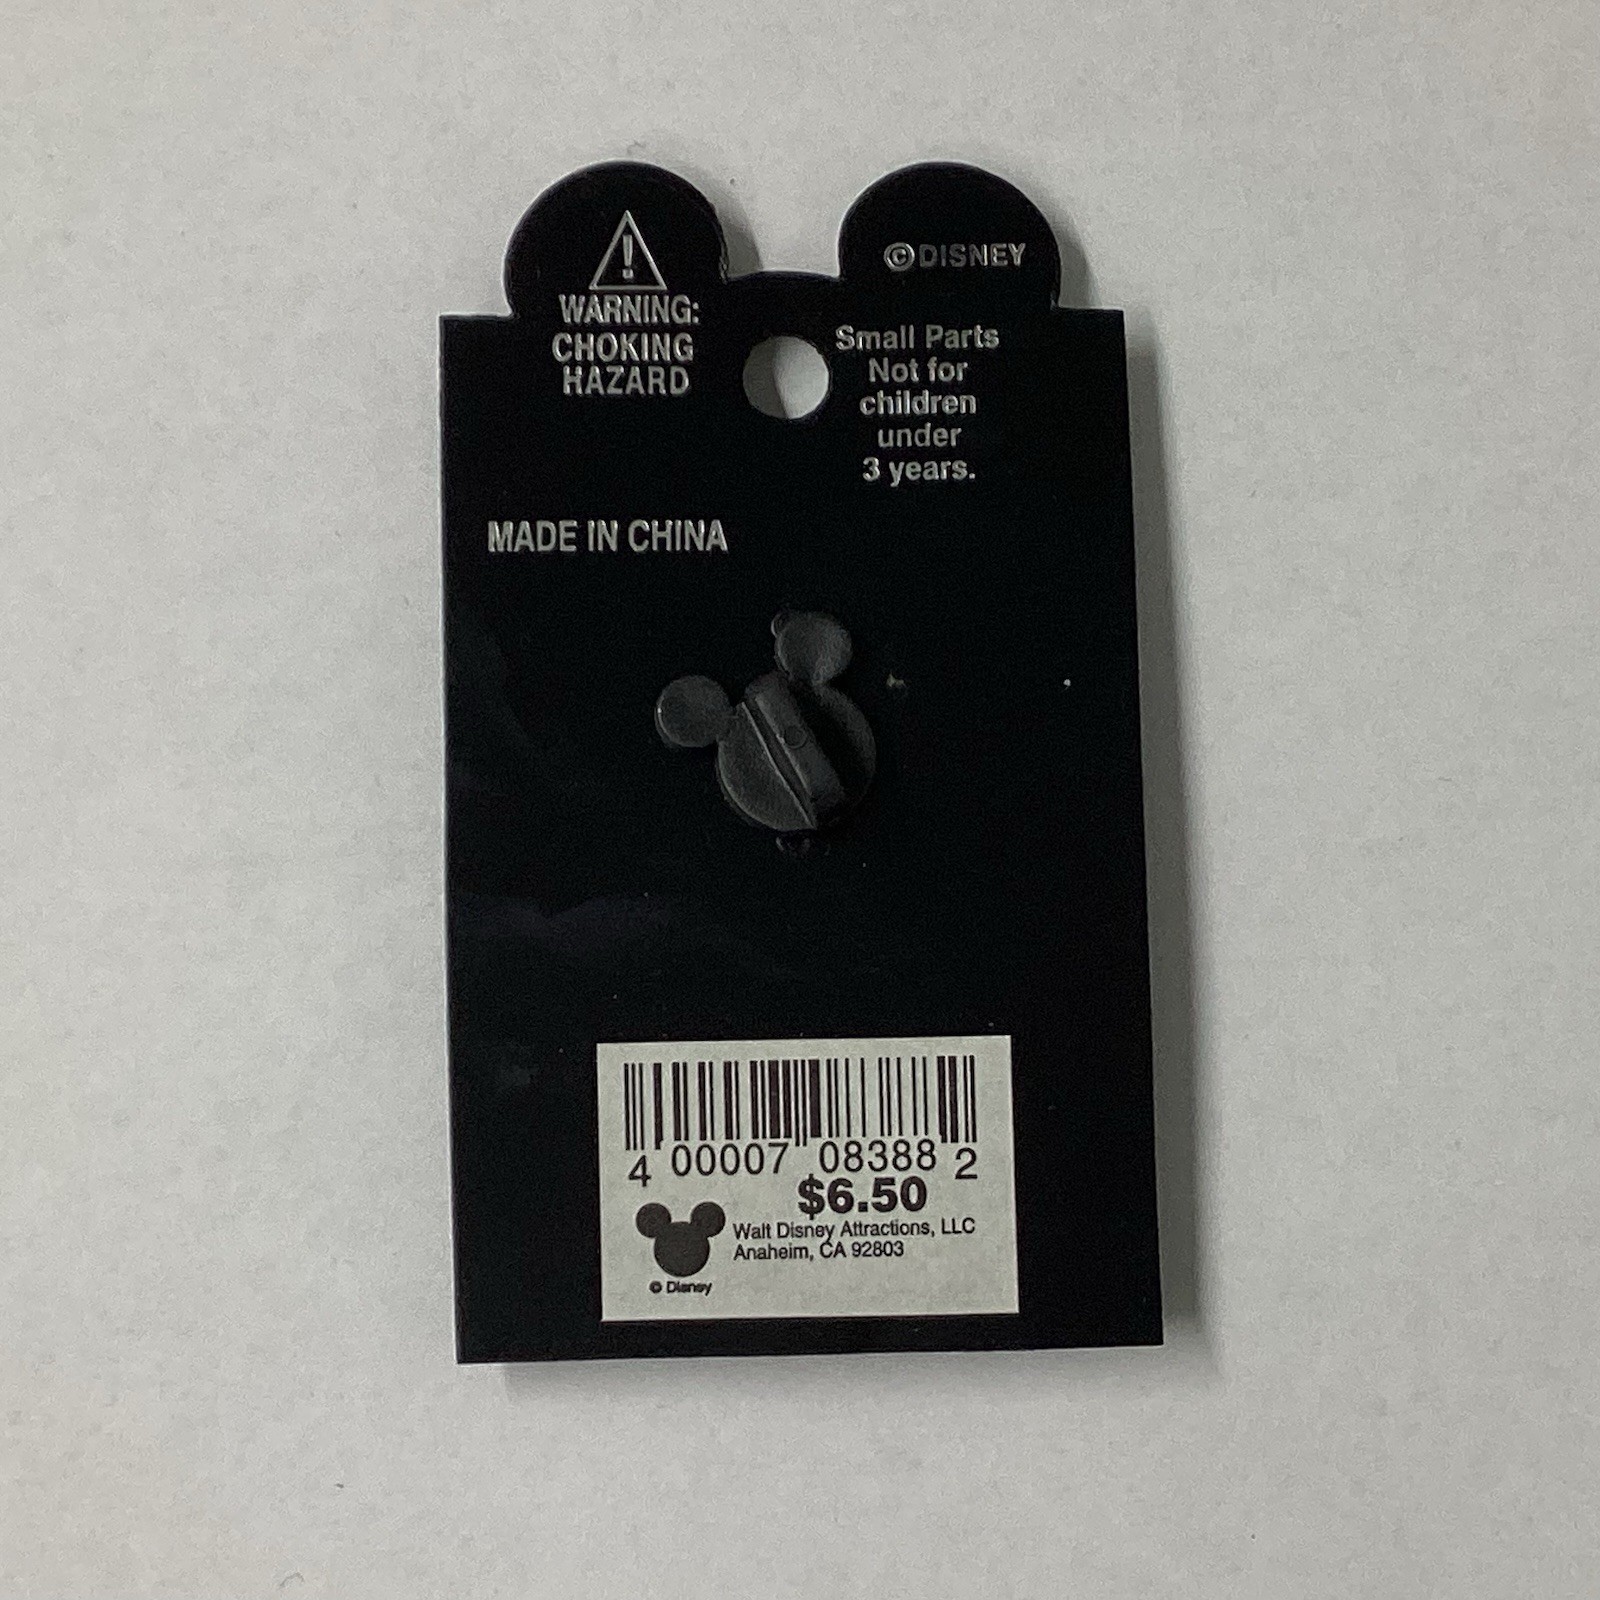 WARNING:
CHOKING
HAZARD
©DISNEY
Small Parts
Not for
children
under
3 years.
MADE IN CHINA
4 00007 08388 2
$6.50
Walt Disney Attractions, LLC
Anaheim, CA 92803
© Disney